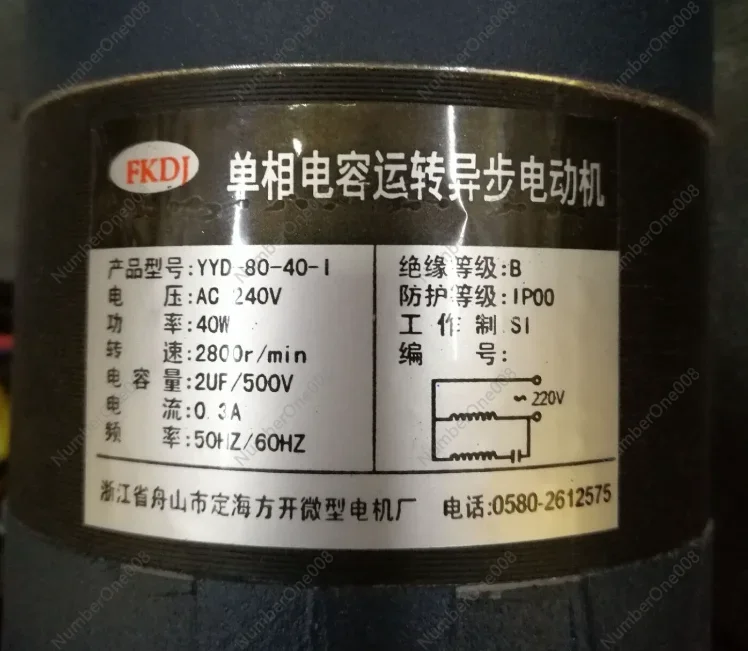 FKDJ 单相电容运转异步电动机
产品型号:YYD-80-40-1
电 压:AC 240V
功 率:40W
转 速:2800r/min
电容量:2UF/500V
电 流:0.3A
频 率:50HZ/60HZ
绝缘等级:B
防护等级:IP00
工 作 制 S1
编 号:
~ 220V
浙江省舟山市定海方开微型电机厂 电话:0580-2612575
NumberOne008